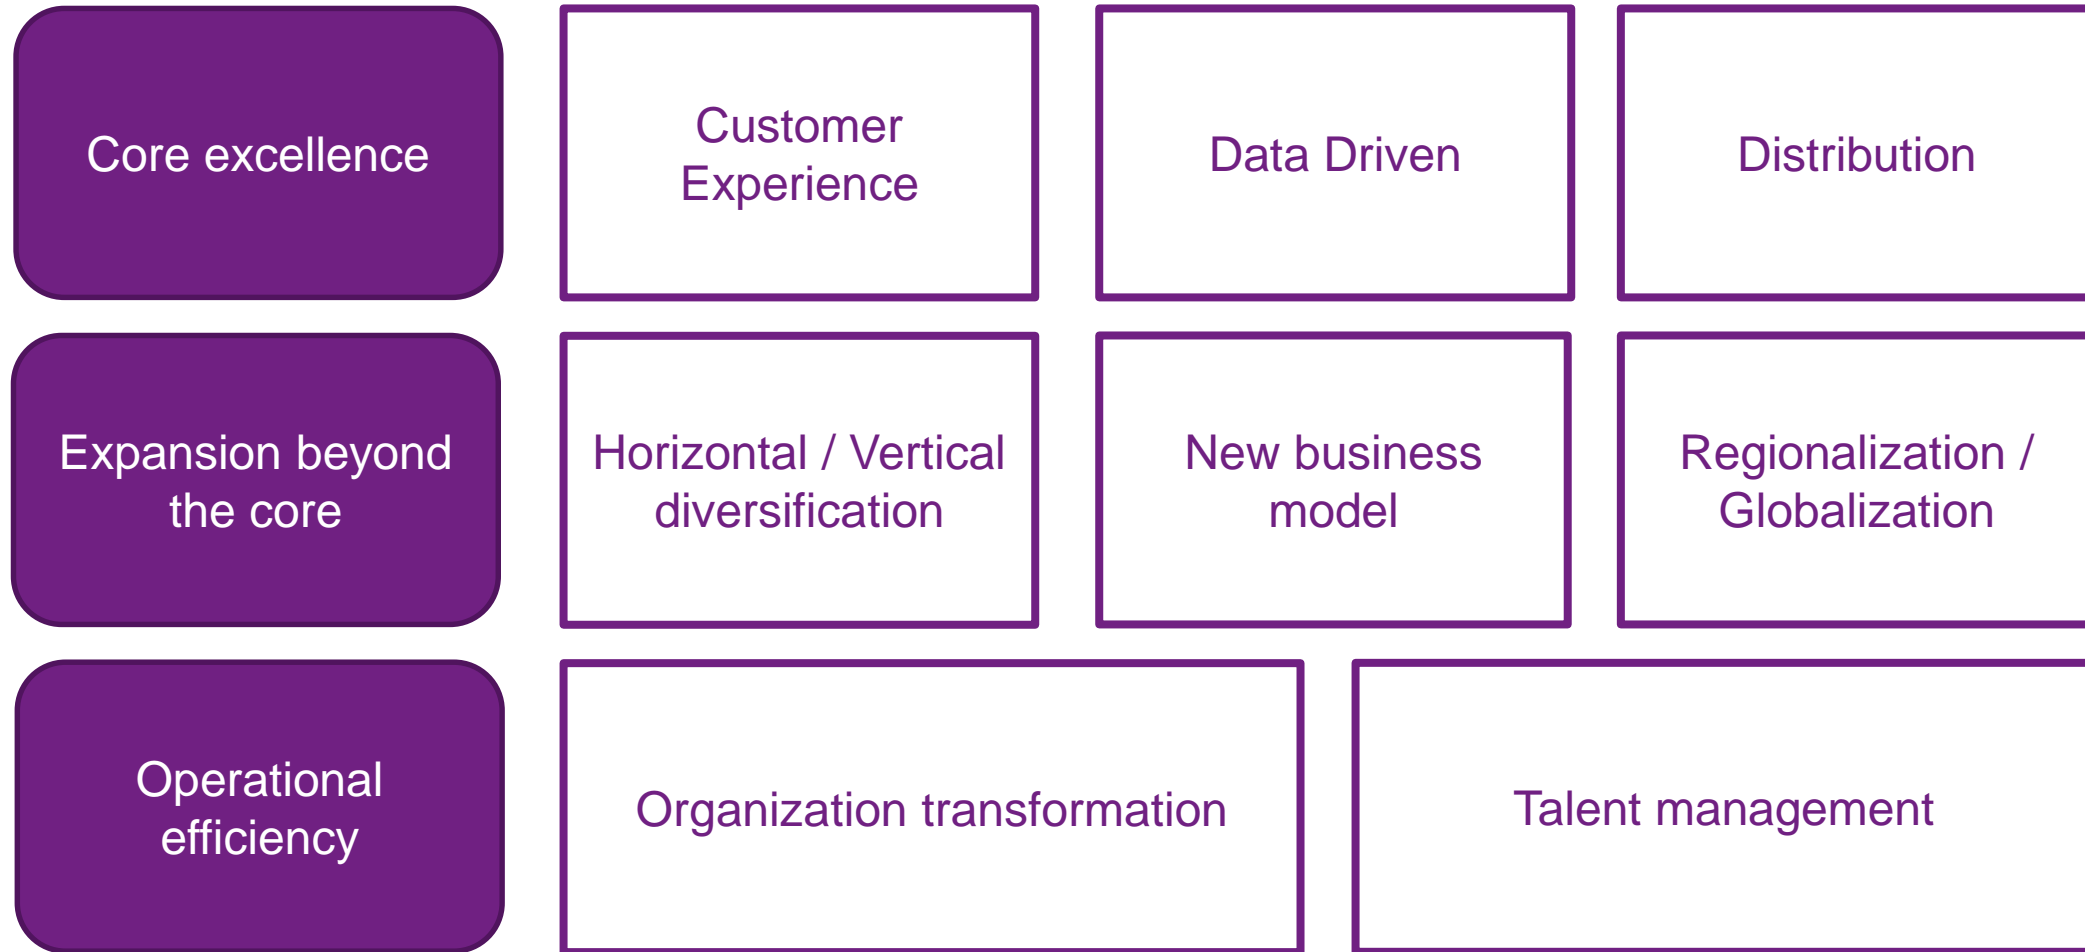 Core excellence
Customer
Experience
Data Driven
Distribution
Expansion beyond
the core
Horizontal / Vertical
diversification
New business
model
Regionalization /
Globalization
Operational
efficiency
Organization transformation
Talent management